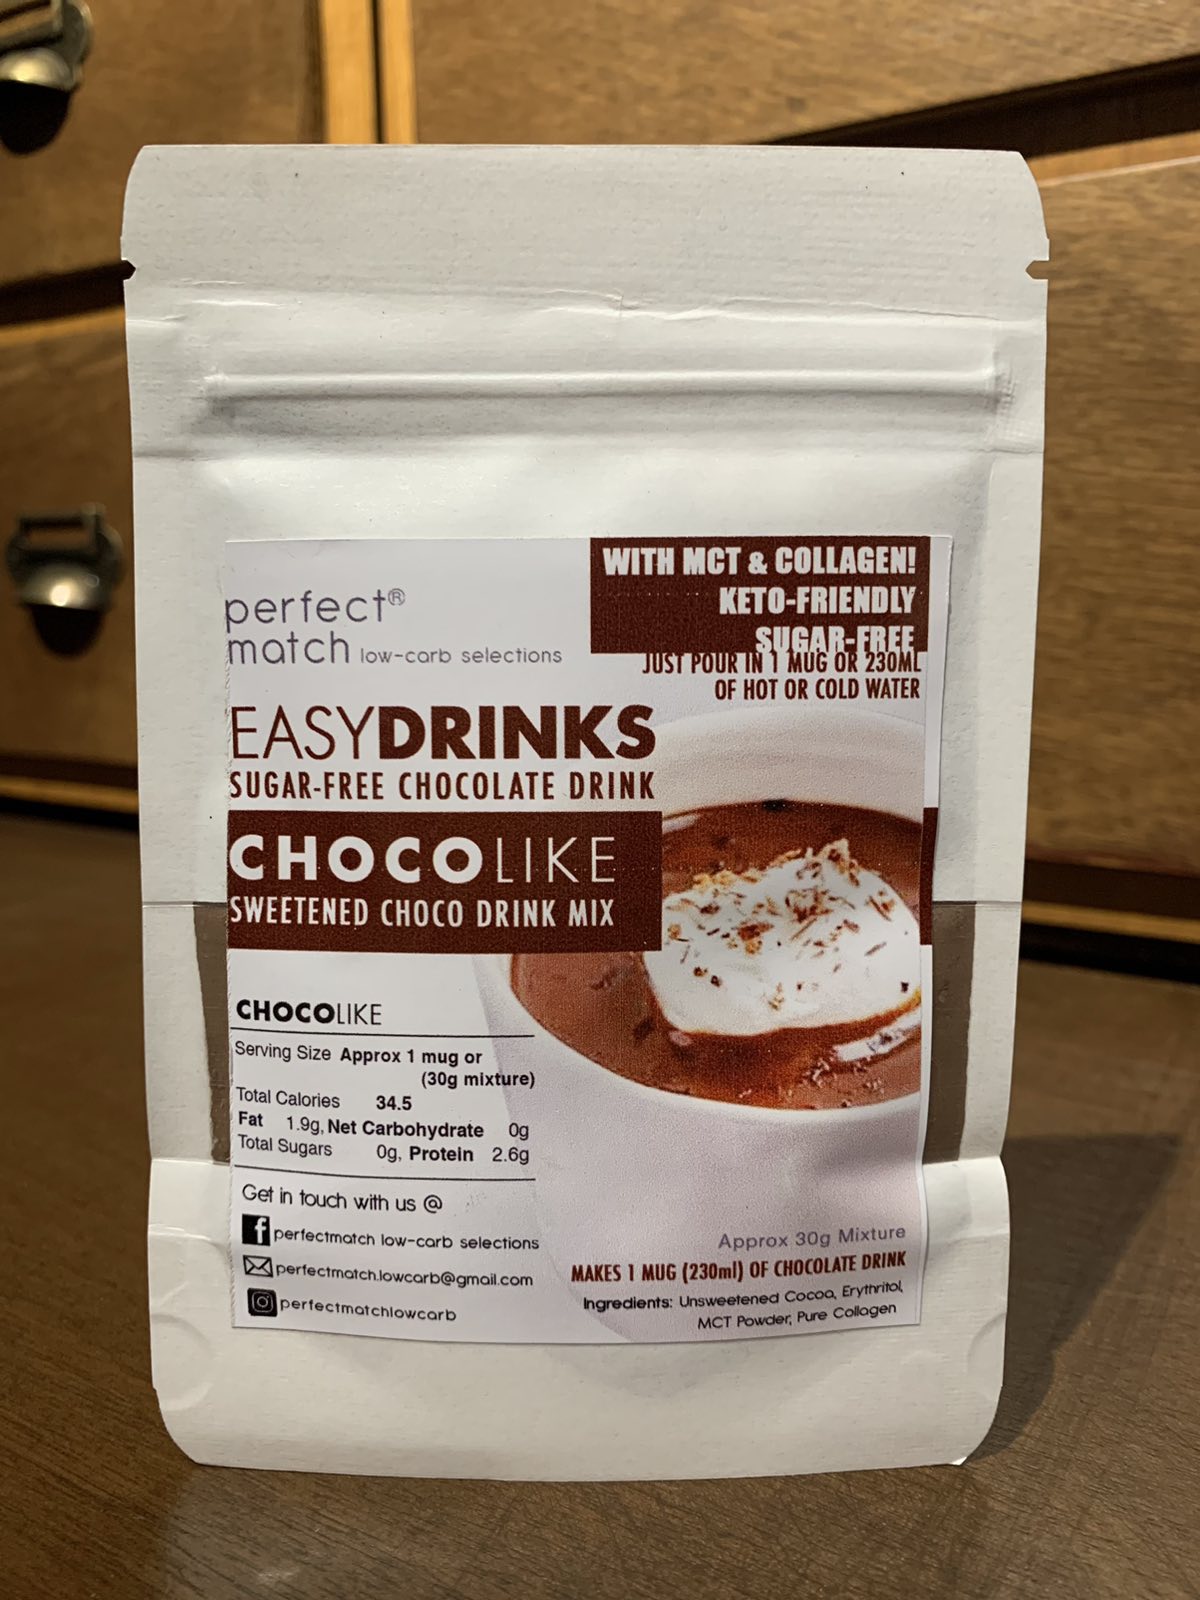 perfect®
match low-carb selections
WITH MCT & COLLAGEN!
KETO-FRIENDLY
SUGAR-FREE
JUST POUR IN 1 MUG OR 230ML
OF HOT OR COLD WATER
EASYDRINKS
SUGAR-FREE CHOCOLATE DRINK
CHOCOLIKE
SWEETENED CHOCO DRINK MIX
CHOCOLIKE
Serving Size Approx 1 mug or
(30g mixture)
Total Calories 34.5
Fat 1.9g, Net Carbohydrate 0g
Total Sugars 0g, Protein 2.6g
Get in touch with us @
f perfectmatch low-carb selections
perfectmatch.lowcarb@gmail.com
perfectmatchlowcarb
Approx 30g Mixture
MAKES 1 MUG (230ml) OF CHOCOLATE DRINK
Ingredients: Unsweetened Cocoa, Erythritol,
MCT Powder, Pure Collagen